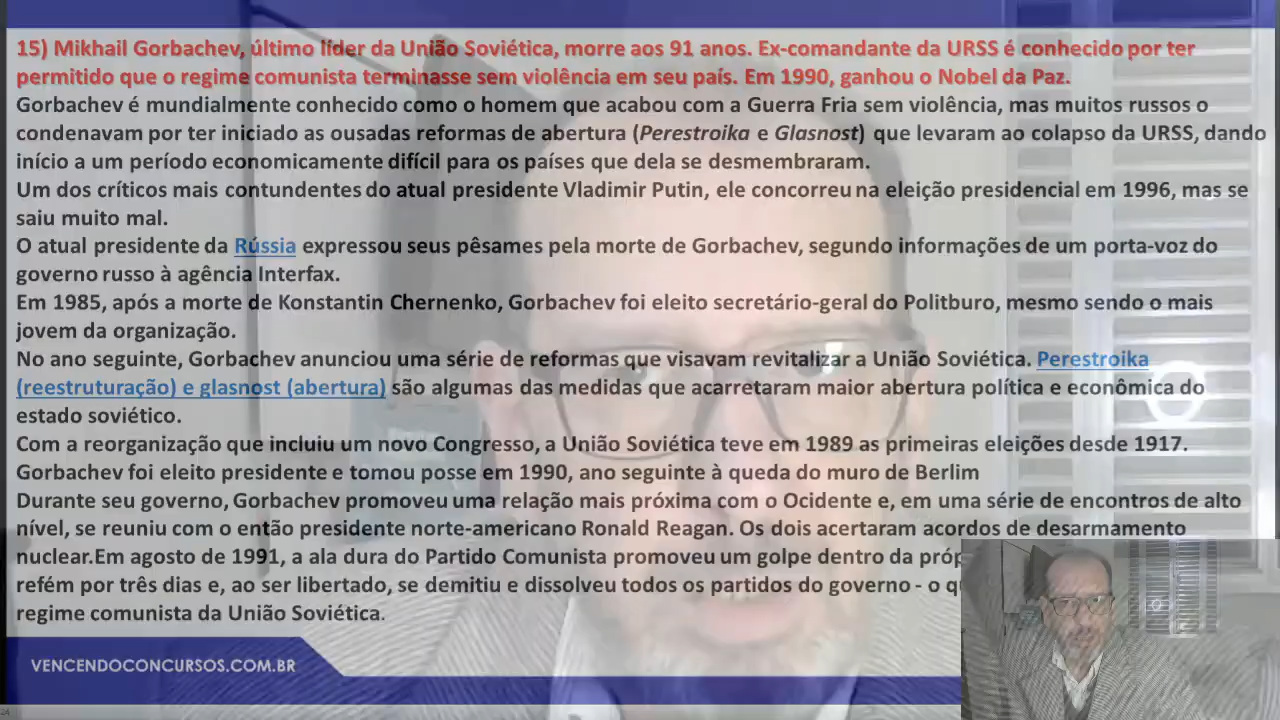 15) Mikhail Gorbachev, último líder da União Soviética, morre aos 91 anos. Ex-comandante da URSS é conhecido por ter
permitido que o regime comunista terminasse sem violência em seu país. Em 1990, ganhou o Nobel da Paz.
Gorbachev é mundialmente conhecido como o homem que acabou com a Guerra Fria sem violência, mas muitos russos o
condenavam por ter iniciado as ousadas reformas de abertura (Perestroika e Glasnost) que levaram ao colapso da URSS, dando
início a um período economicamente difícil para os países que dela se desmembraram.
Um dos críticos mais contundentes do atual presidente Vladimir Putin, ele concorreu na eleição presidencial em 1996, mas se
saiu muito mal.
O atual presidente da Rússia expressou seus pêsames pela morte de Gorbachev, segundo informações de um porta-voz do
governo russo à agência Interfax.
Em 1985, após a morte de Konstantin Chernenko, Gorbachev foi eleito secretário-geral do Politburo, mesmo sendo o mais
jovem da organização.
No ano seguinte, Gorbachev anunciou uma série de reformas que visavam revitalizar a União Soviética. Perestroika
(reestruturação) e glasnost (abertura) são algumas das medidas que acarretaram maior abertura política e econômica do
estado soviético.
Com a reorganização que incluiu um novo Congresso, a União Soviética teve em 1989 as primeiras eleições desde 1917.
Gorbachev foi eleito presidente e tomou posse em 1990, ano seguinte à queda do muro de Berlim
Durante seu governo, Gorbachev promoveu uma relação mais próxima com o Ocidente e, em uma série de encontros de alto
nível, se reuniu com o então presidente norte-americano Ronald Reagan. Os dois acertaram acordos de desarmamento
nuclear.Em agosto de 1991, a ala dura do Partido Comunista promoveu um golpe dentro da
refém por três dias e, ao ser libertado, se demitiu e dissolveu todos os partidos do governo - o
regime comunista da União Soviética.
VENCENDOCONCURSOS.COM.BR